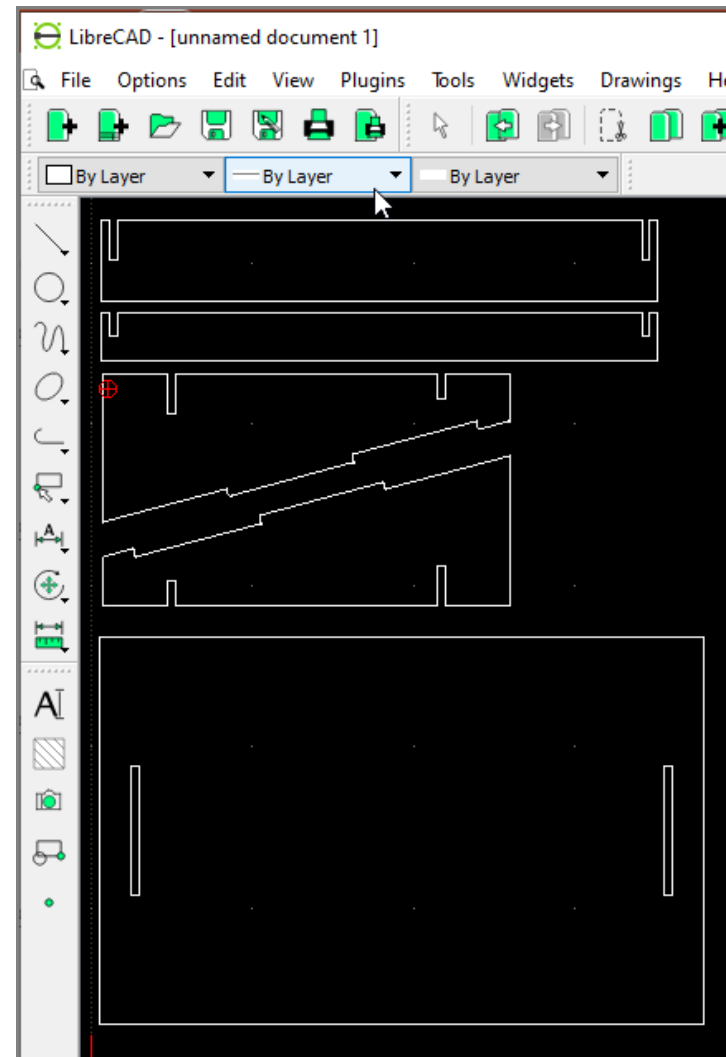 LibreCAD - [unnamed document 1]
File Options Edit View Plugins Tools Widgets Drawings
By Layer By Layer By Layer
A
A